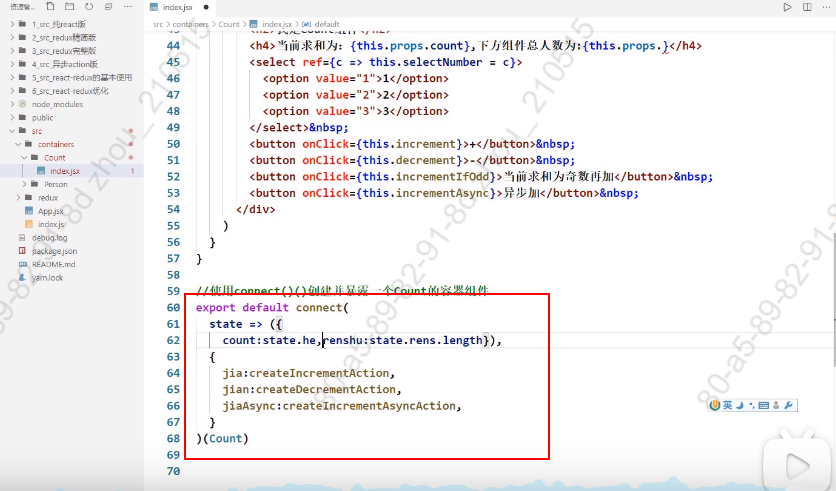 资源管...
index.jsx
1_src_纯react版
2_src_redux精简版
3_src_redux完整版
4_src_异步action版
5_src_react-redux的基本使用
6_src_react-redux优化
node_modules
public
src
containers
Count
index.jsx 1
Person
redux
App.jsx
index.js
debug.log
package.json
README.md
yarn.lock
src > containers > Count > index.jsx > default
44 <h4>当前求和为: {this.props.count},下方组件总人数为:{this.props.}</h4>
45 <select ref={c => this.selectNumber = c}>
46 <option value="1">1</option>
47 <option value="2">2</option>
48 <option value="3">3</option>
49 </select>&nbsp;
50 <button onClick={this.increment}>+</button>&nbsp;
51 <button onClick={this.decrement}>-</button>&nbsp;
52 <button onClick={this.incrementIfOdd}>当前求和为奇数再加</button>&nbsp;
53 <button onClick={this.incrementAsync}>异步加</button>&nbsp;
54 </div>
55 )
56 }
57 }
58
59 //使用connect()()创建并暴露一个Count的容器组件
60 export default connect(
61 state => ({
62 count:state.he,renshu:state.rens.length}),
63 {
64 jia:createIncrementAction,
65 jian:createDecrementAction,
66 jiaAsync:createIncrementAsyncAction,
67 }
68 )(Count)
69
70
英